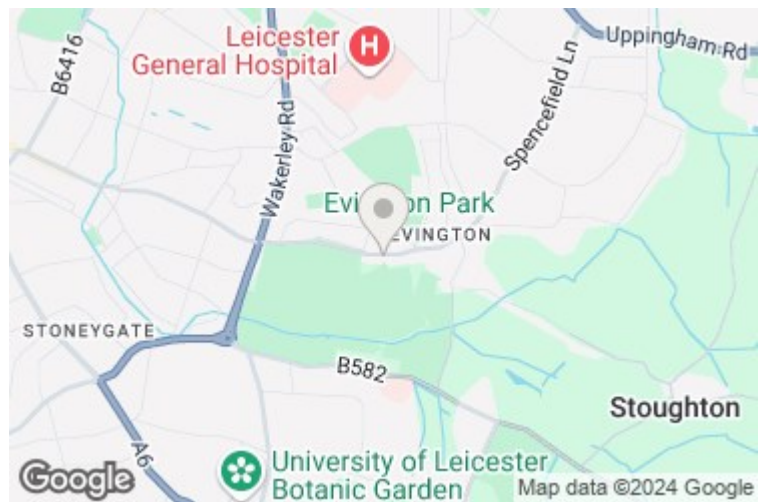 Leicester
General Hospital
H
Uppingham Rd
B6416
Spencefield Ln
Wakerley Rd
Evington Park
EVINGTON
STONEYGATE
B582
Stoughton
A6
University of Leicester
Botanic Garden
Google
Map data ©2024 Google